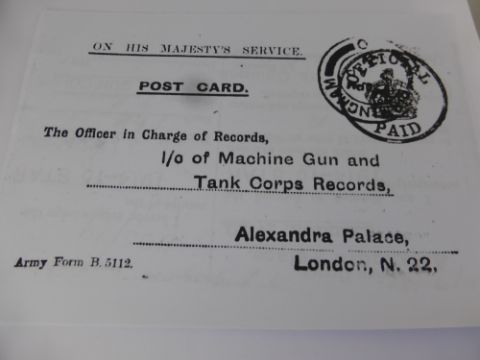 ON HIS MAJESTY'S SERVICE.
POST CARD.
OFFICIAL
PAID
The Officer in Charge of Records,
I/o of Machine Gun and
Tank Corps Records,
Alexandra Palace,
London, N. 22.
Army Form B. 5112.